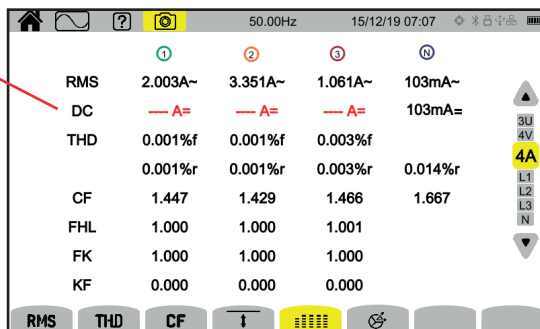 ? 50.00Hz 15/12/19 07:07
1 2 3 N
RMS 2.003A~ 3.351A~ 1.061A~ 103mA~
DC ---- A= ---- A= ---- A= 103mA=
THD 0.001%f 0.001%f 0.003%f
0.001%r 0.001%r 0.003%r 0.014%r
CF 1.447 1.429 1.466 1.667
FHL 1.000 1.000 1.001
FK 1.000 1.000 1.000
KF 0.000 0.000 0.000
3U
4V
4A
L1
L2
L3
N
RMS THD CF